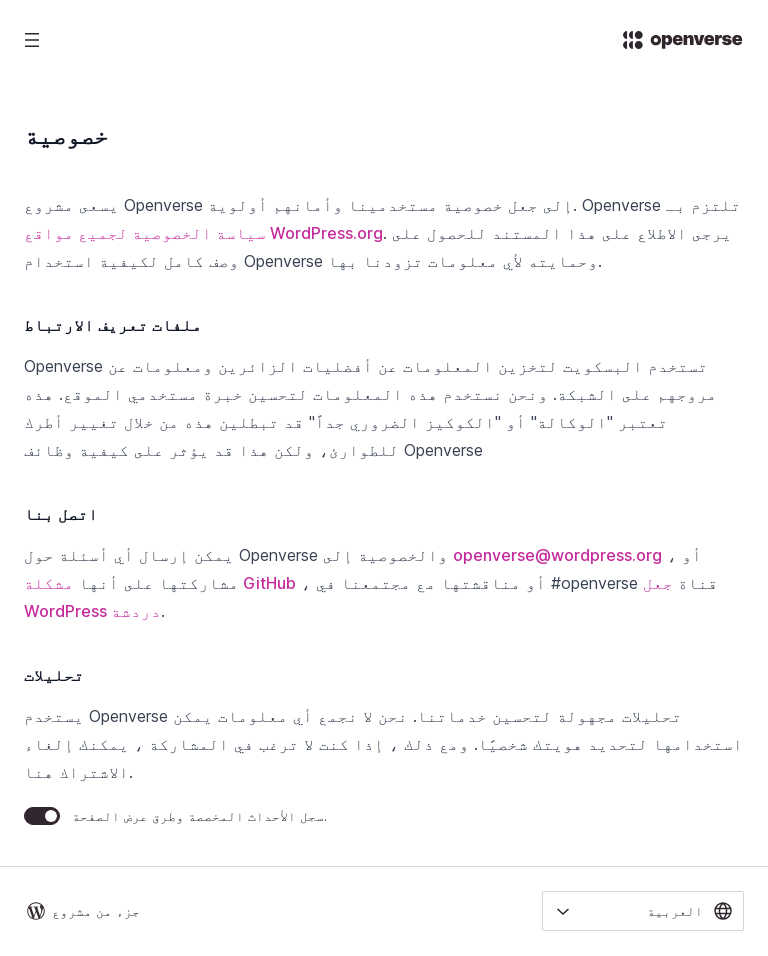 openverse
خصوصية
يسعى مشروع Openverse إلى جعل خصوصية مستخدمينا وأمانهم أولوية. Openverse تلتزم بـ
سياسة الخصوصية لجميع مواقع WordPress.org. يرجى الاطلاع على هذا المستند للحصول على
وصف كامل لكيفية استخدام Openverse وحمايته لأي معلومات تزودنا بها.
ملفات تعريف الارتباط
Openverse تستخدم البسكويت لتخزين المعلومات عن أفضليات الزائرين ومعلومات عن
مروجهم على الشبكة. ونحن نستخدم هذه المعلومات لتحسين خبرة مستخدمي الموقع. هذه
تعتبر "الوكالة" أو "الكوكيز الضروري جداً" قد تبطلين هذه من خلال تغيير أطرك
للطوارئ، ولكن هذا قد يؤثر على كيفية وظائف Openverse
اتصل بنا
يمكن إرسال أي أسئلة حول Openverse والخصوصية إلى openverse@wordpress.org ، أو
مشاركتها على أنها مشكلة GitHub ، أو مناقشتها مع مجتمعنا في #openverse قناة جعل
WordPress دردشة.
تحليلات
يستخدم Openverse تحليلات مجهولة لتحسين خدماتنا. نحن لا نجمع أي معلومات يمكن
استخدامها لتحديد هويتك شخصيًا. ومع ذلك ، إذا كنت لا ترغب في المشاركة ، يمكنك إلغاء
الاشتراك هنا.
سجل الأحداث المخصصة وطرق عرض الصفحة.
العربية
جزء من مشروع